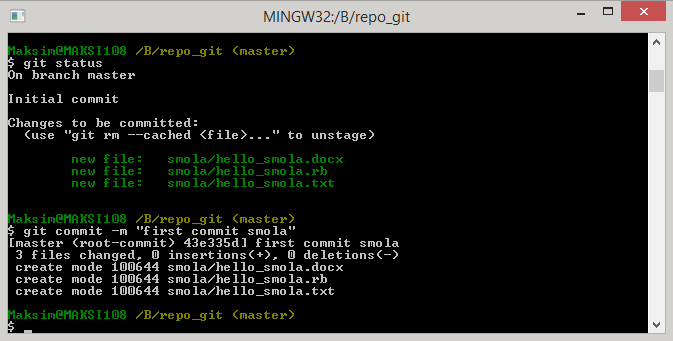 MINGW32:/B/repo_git
Maksim@MAKSI108 /B/repo_git (master)
$ git status
On branch master
Initial commit
Changes to be committed:
  (use "git rm --cached <file>..." to unstage)
        new file:   smola/hello_smola.docx
        new file:   smola/hello_smola.rb
        new file:   smola/hello_smola.txt
Maksim@MAKSI108 /B/repo_git (master)
$ git commit -m "first commit smola"
[master (root-commit) 43e335d] first commit smola
 3 files changed, 0 insertions(+), 0 deletions(-)
 create mode 100644 smola/hello_smola.docx
 create mode 100644 smola/hello_smola.rb
 create mode 100644 smola/hello_smola.txt
Maksim@MAKSI108 /B/repo_git (master)
$ _